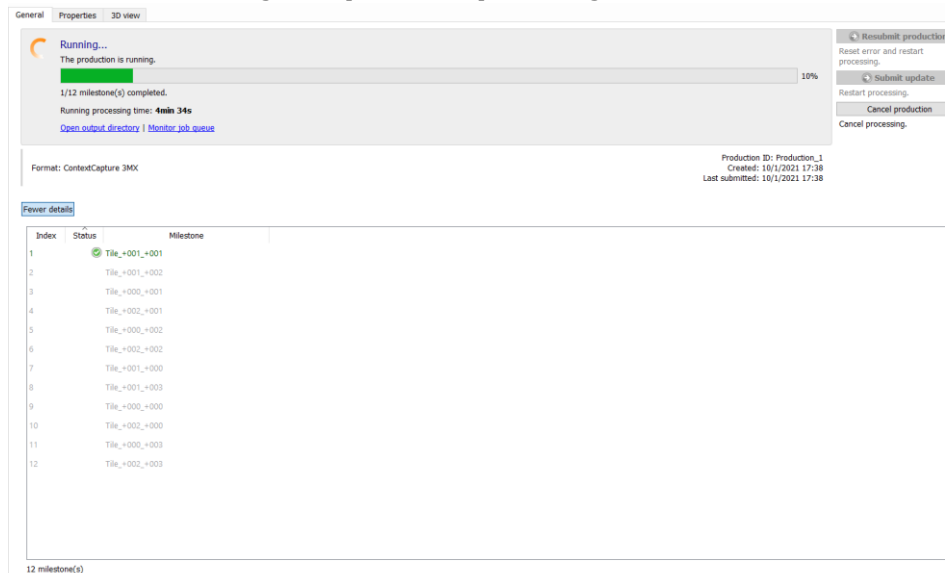 General Properties 3D view
Running...
The production is running.
10%
1/12 milestone(s) completed.
Running processing time: 4min 34s
Open output directory | Monitor job queue
Resubmit production
Reset error and restart
processing.
Submit update
Restart processing.
Cancel production
Cancel processing.
Format: ContextCapture 3MX
Production ID: Production_1
Created: 10/1/2021 17:38
Last submitted: 10/1/2021 17:38
Fewer details
Index Status Milestone
1 Tile_+001_+001
2 Tile_+001_+002
3 Tile_+000_+001
4 Tile_+002_+001
5 Tile_+000_+002
6 Tile_+002_+002
7 Tile_+001_+000
8 Tile_+001_+003
9 Tile_+000_+000
10 Tile_+002_+000
11 Tile_+000_+003
12 Tile_+002_+003
12 milestone(s)